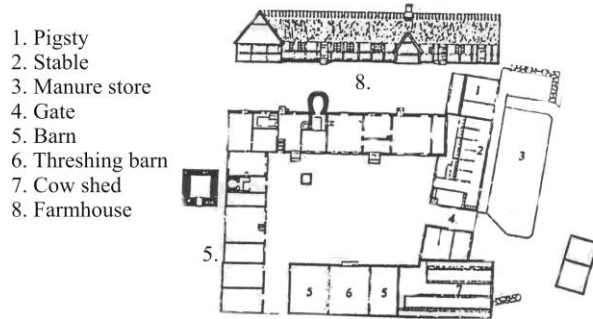 1. Pigsty
2. Stable
3. Manure store
4. Gate
5. Barn
6. Threshing barn
7. Cow shed
8. Farmhouse
8.
1
2
3
4.
5.
7
5
6
5